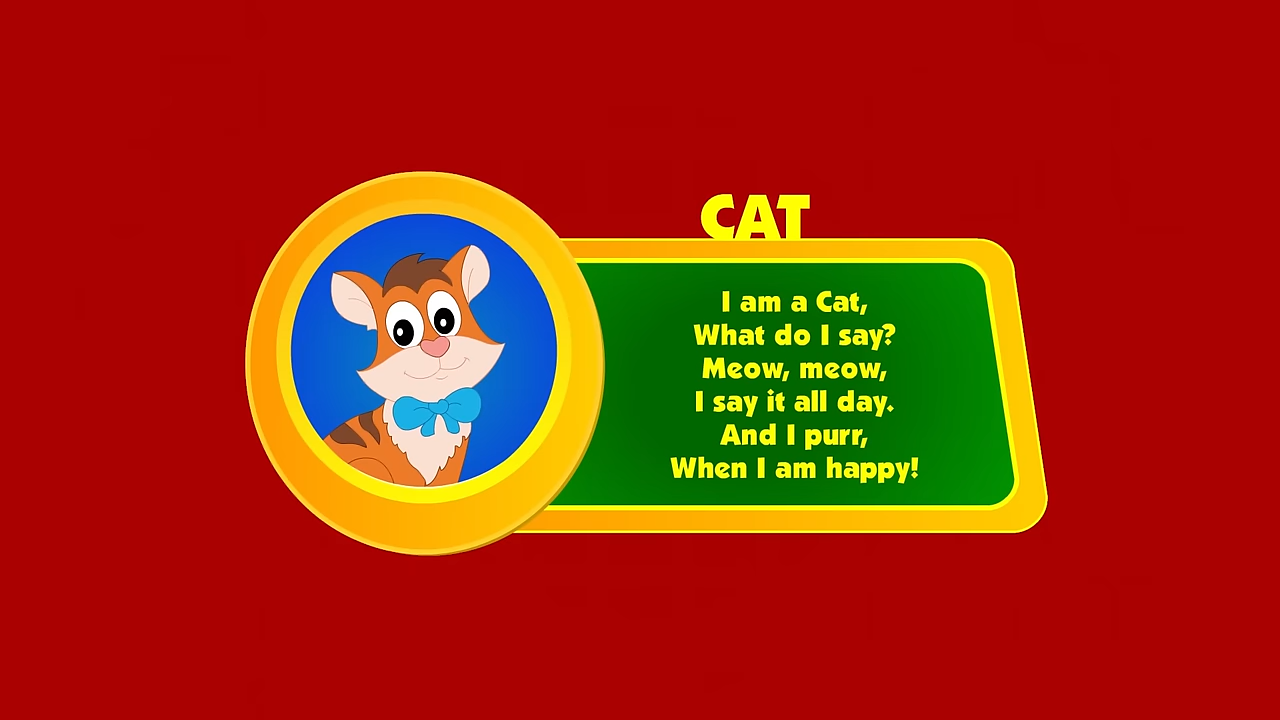 CAT
I am a Cat,
What do I say?
Meow, meow,
I say it all day.
And I purr,
When I am happy!